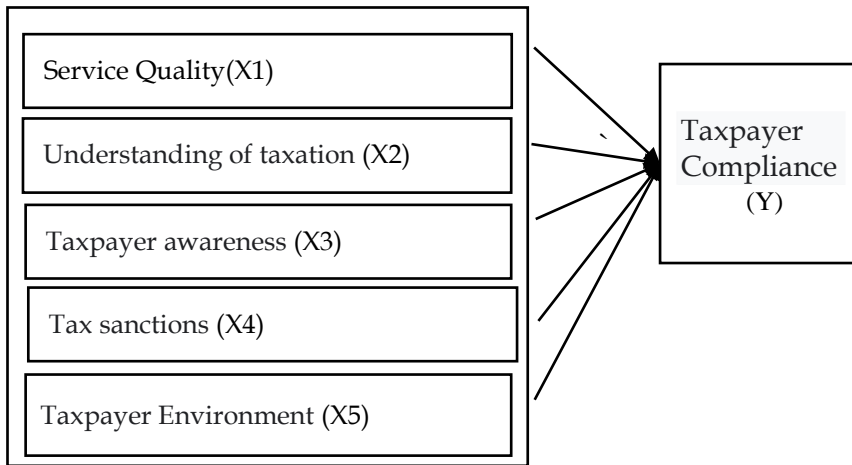 Service Quality(X1)
Understanding of taxation (X2)
Taxpayer awareness (X3)
Tax sanctions (X4)
Taxpayer Environment (X5)
Taxpayer
Compliance
(Y)